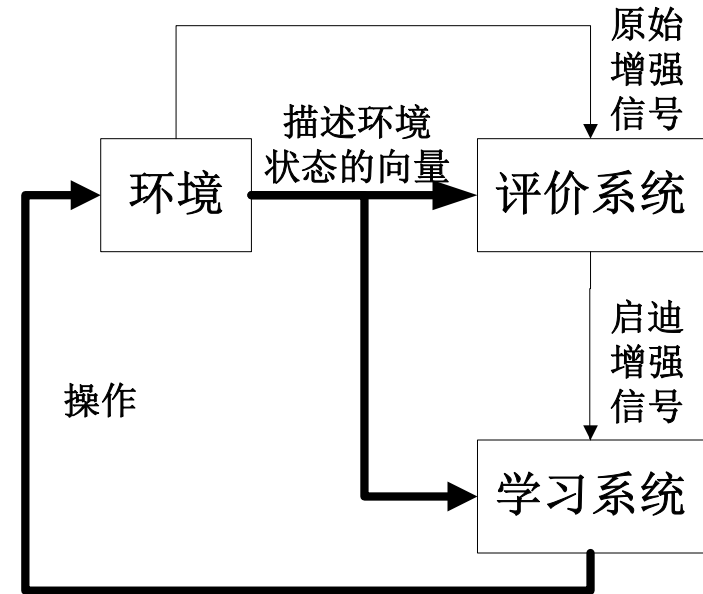 原始
增强
信号
描述环境
状态的向量
环境
评价系统
启迪
增强
信号
操作
学习系统